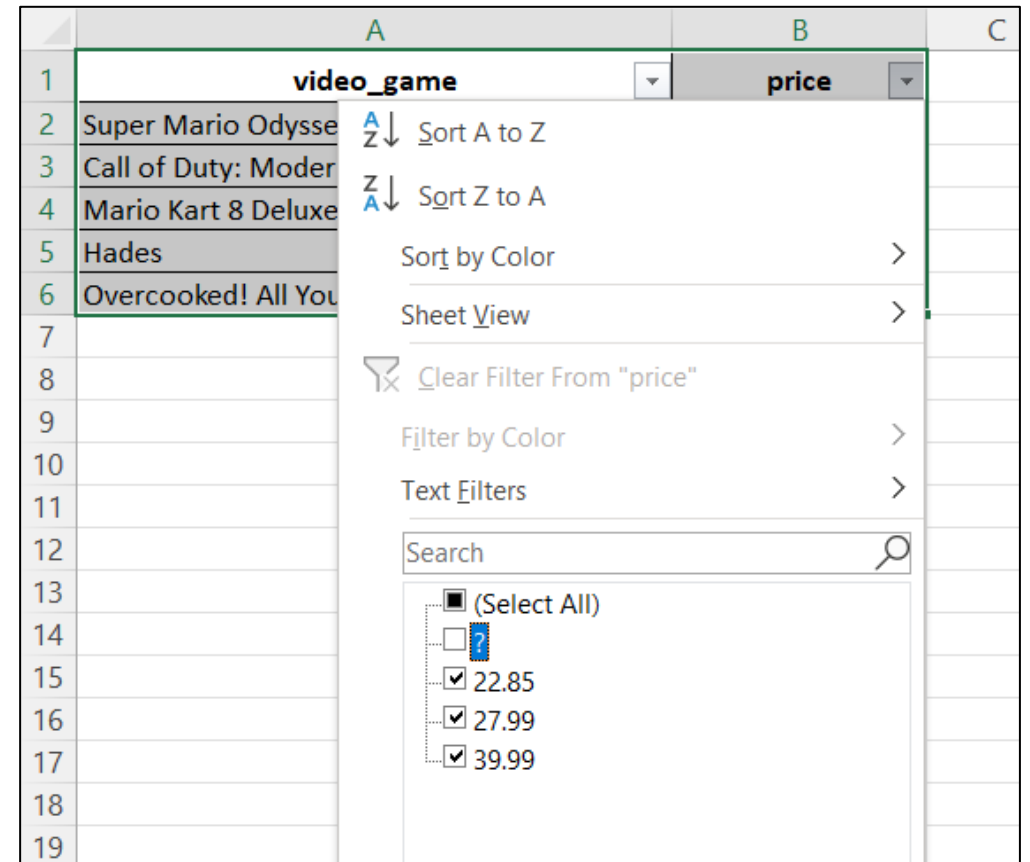 A B C
1 video_game price
2 Super Mario Odysse
3 Call of Duty: Moder
4 Mario Kart 8 Deluxe
5 Hades
6 Overcooked! All You
7
8
9
10
11
12
13
14
15
16
17
18
19
A Z Sort A to Z
Z A Sort Z to A
Sort by Color
Sheet View
Clear Filter From "price"
Filter by Color
Text Filters
Search
(Select All)
?
22.85
27.99
39.99